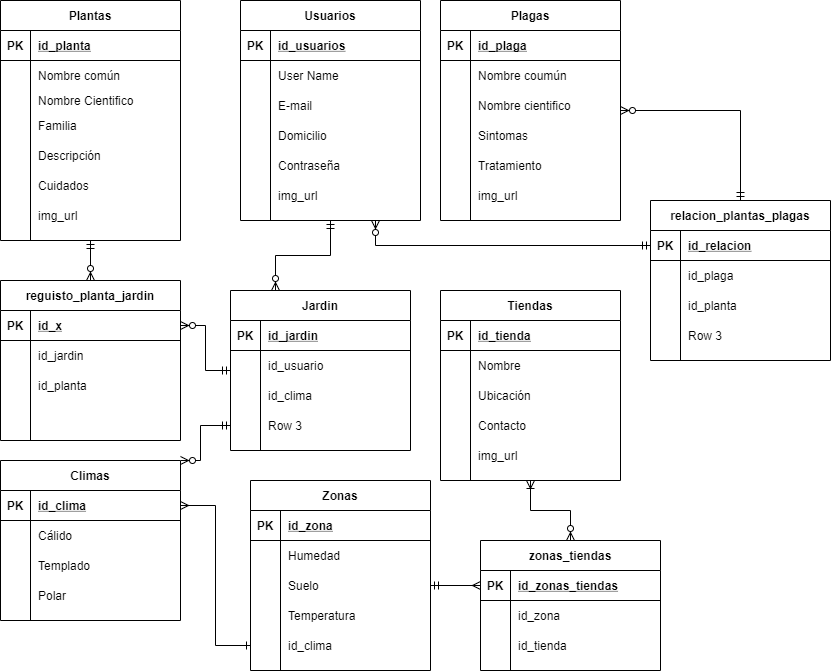 Plantas
PK id_planta
Nombre común
Nombre Cientifico
Familia
Descripción
Cuidados
img_url
Usuarios
PK id_usuarios
User Name
E-mail
Domicilio
Contraseña
img_url
Plagas
PK id_plaga
Nombre coumún
Nombre cientifico
Sintomas
Tratamiento
img_url
relacion_plantas_plagas
PK id_relacion
id_plaga
id_planta
Row 3
reguisto_planta_jardin
PK id_x
id_jardin
id_planta
Jardin
PK id_jardin
id_usuario
id_clima
Row 3
Tiendas
PK id_tienda
Nombre
Ubicación
Contacto
img_url
Climas
PK id_clima
Cálido
Templado
Polar
Zonas
PK id_zona
Humedad
Suelo
Temperatura
id_clima
zonas_tiendas
PK id_zonas_tiendas
id_zona
id_tienda